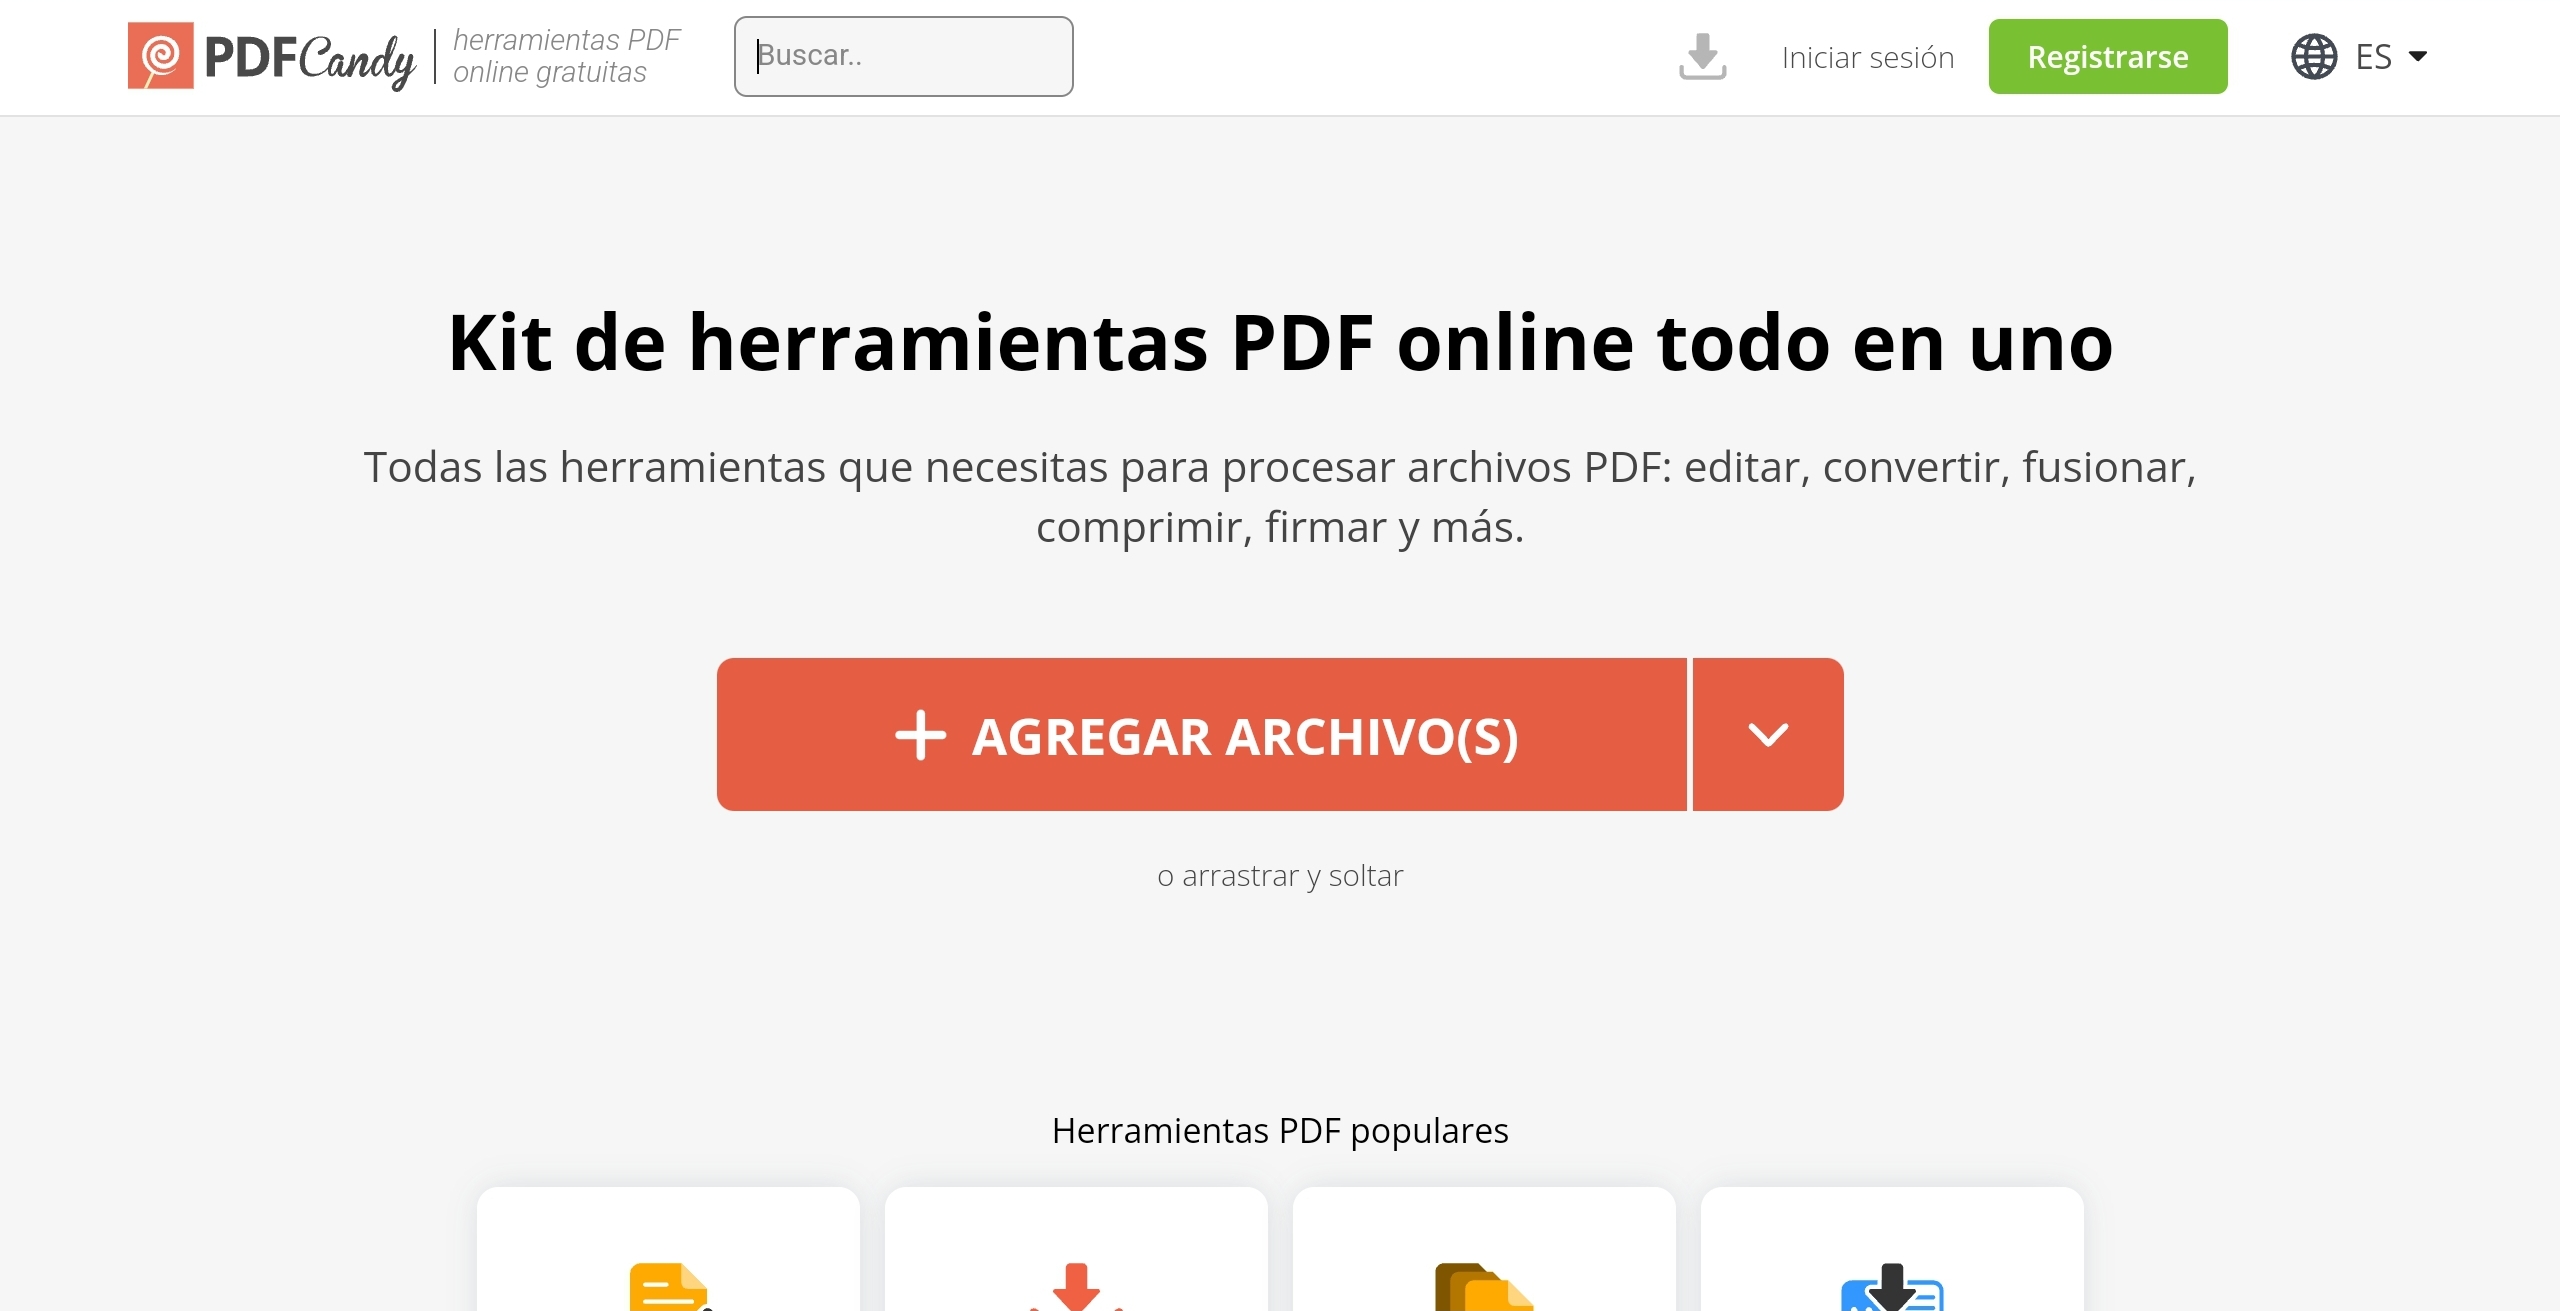 PDFCandy
herramientas PDF
online gratuitas
Buscar..
Iniciar sesión
Registrarse
ES
Kit de herramientas PDF online todo en uno
Todas las herramientas que necesitas para procesar archivos PDF: editar, convertir, fusionar,
comprimir, firmar y más.
AGREGAR ARCHIVO(S)
o arrastrar y soltar
Herramientas PDF populares